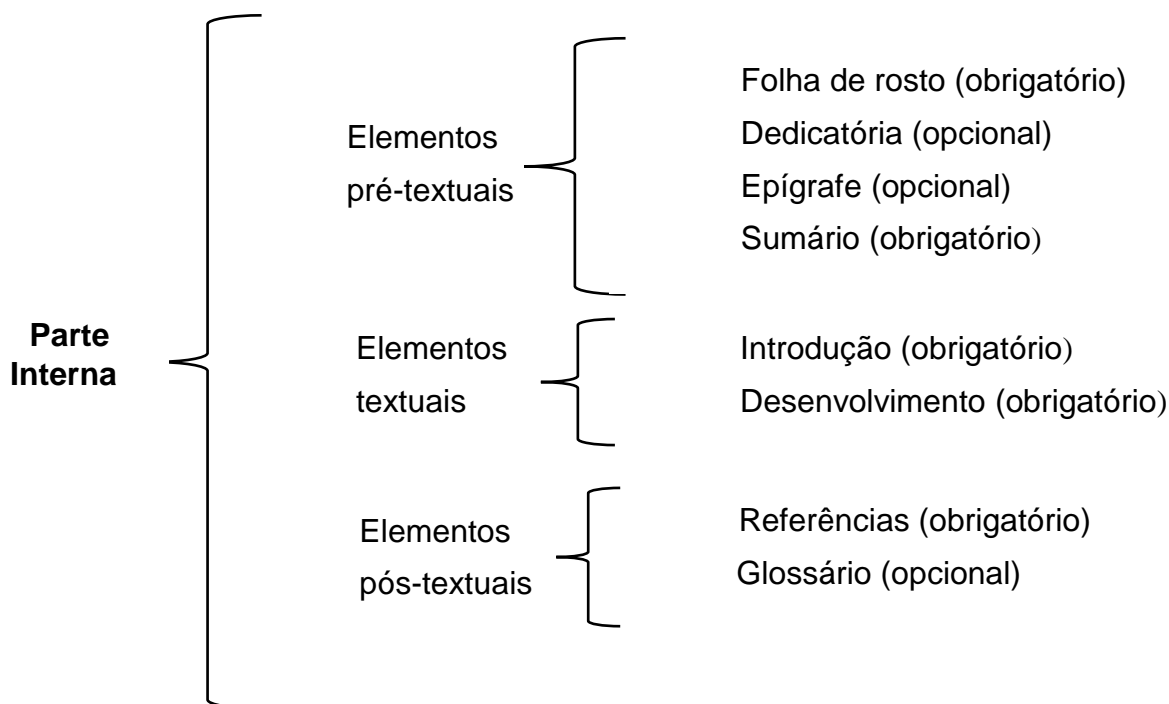 Parte
Interna
Elementos
pré-textuais
Folha de rosto (obrigatório)
Dedicatória (opcional)
Epígrafe (opcional)
Sumário (obrigatório)
Elementos
textuais
Introdução (obrigatório)
Desenvolvimento (obrigatório)
Elementos
pós-textuais
Referências (obrigatório)
Glossário (opcional)